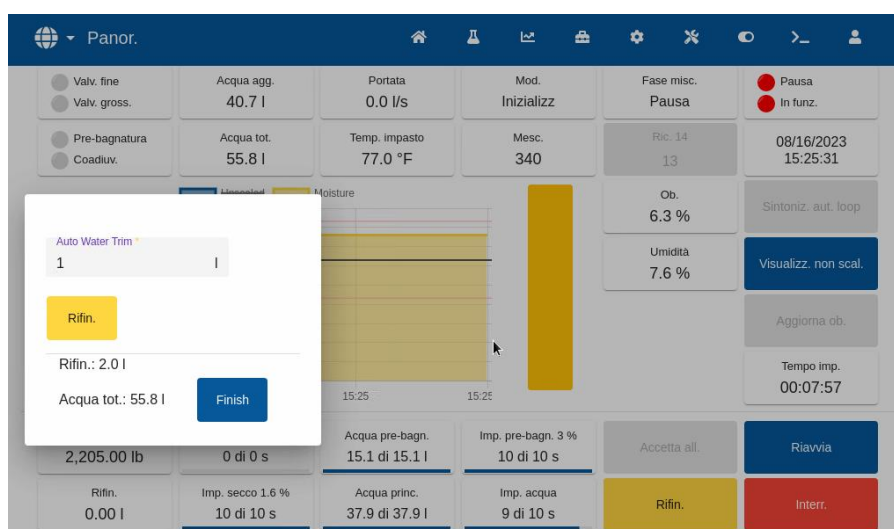 Panor.
Valv. fine
Valv. gross.
Acqua agg.
40.7 l
Portata
0.0 l/s
Mod.
Inizializz
Fase misc.
Pausa
Pausa
In funz.
Pre-bagnatura
Coadiuv.
Acqua tot.
55.8 l
Temp. impasto
77.0 °F
Mesc.
340
Ric. 14
13
08/16/2023
15:25:31
Unscaled
Moisture
Ob.
6.3 %
Sintoniz. aut. loop
Umidità
7.6 %
Visualizz. non scal.
Aggiorna ob.
Tempo imp.
00:07:57
15:25
15:25
Auto Water Trim *
1 l
Rifin.
Rifin.: 2.0 l
Acqua tot.: 55.8 l
Finish
2,205.00 lb
0 di 0 s
Acqua pre-bagn.
15.1 di 15.1 l
Imp. pre-bagn. 3 %
10 di 10 s
Accetta all.
Riavvia
Rifin.
0.00 l
Imp. secco 1.6 %
10 di 10 s
Acqua princ.
37.9 di 37.9 l
Imp. acqua
9 di 10 s
Rifin.
Interr.